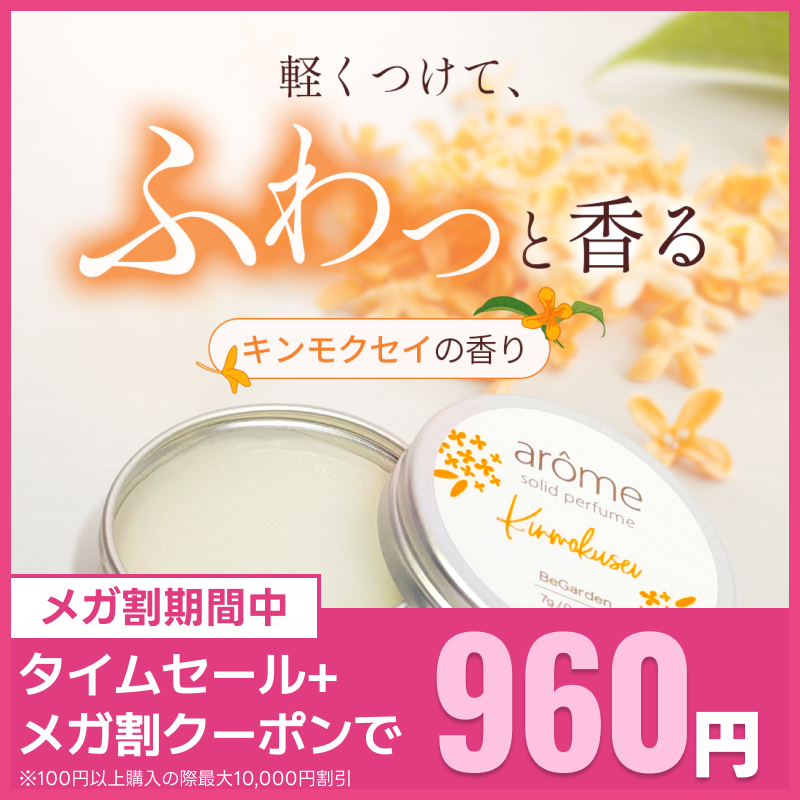 軽くつけて、
ふわっと香る
キンモクセイの香り
arôme
solid perfume
Kinmokusei
BeGarden
メガ割期間中
タイムセール+
メガ割クーポンで
960円
※100円以上購入の際最大10,000円割引